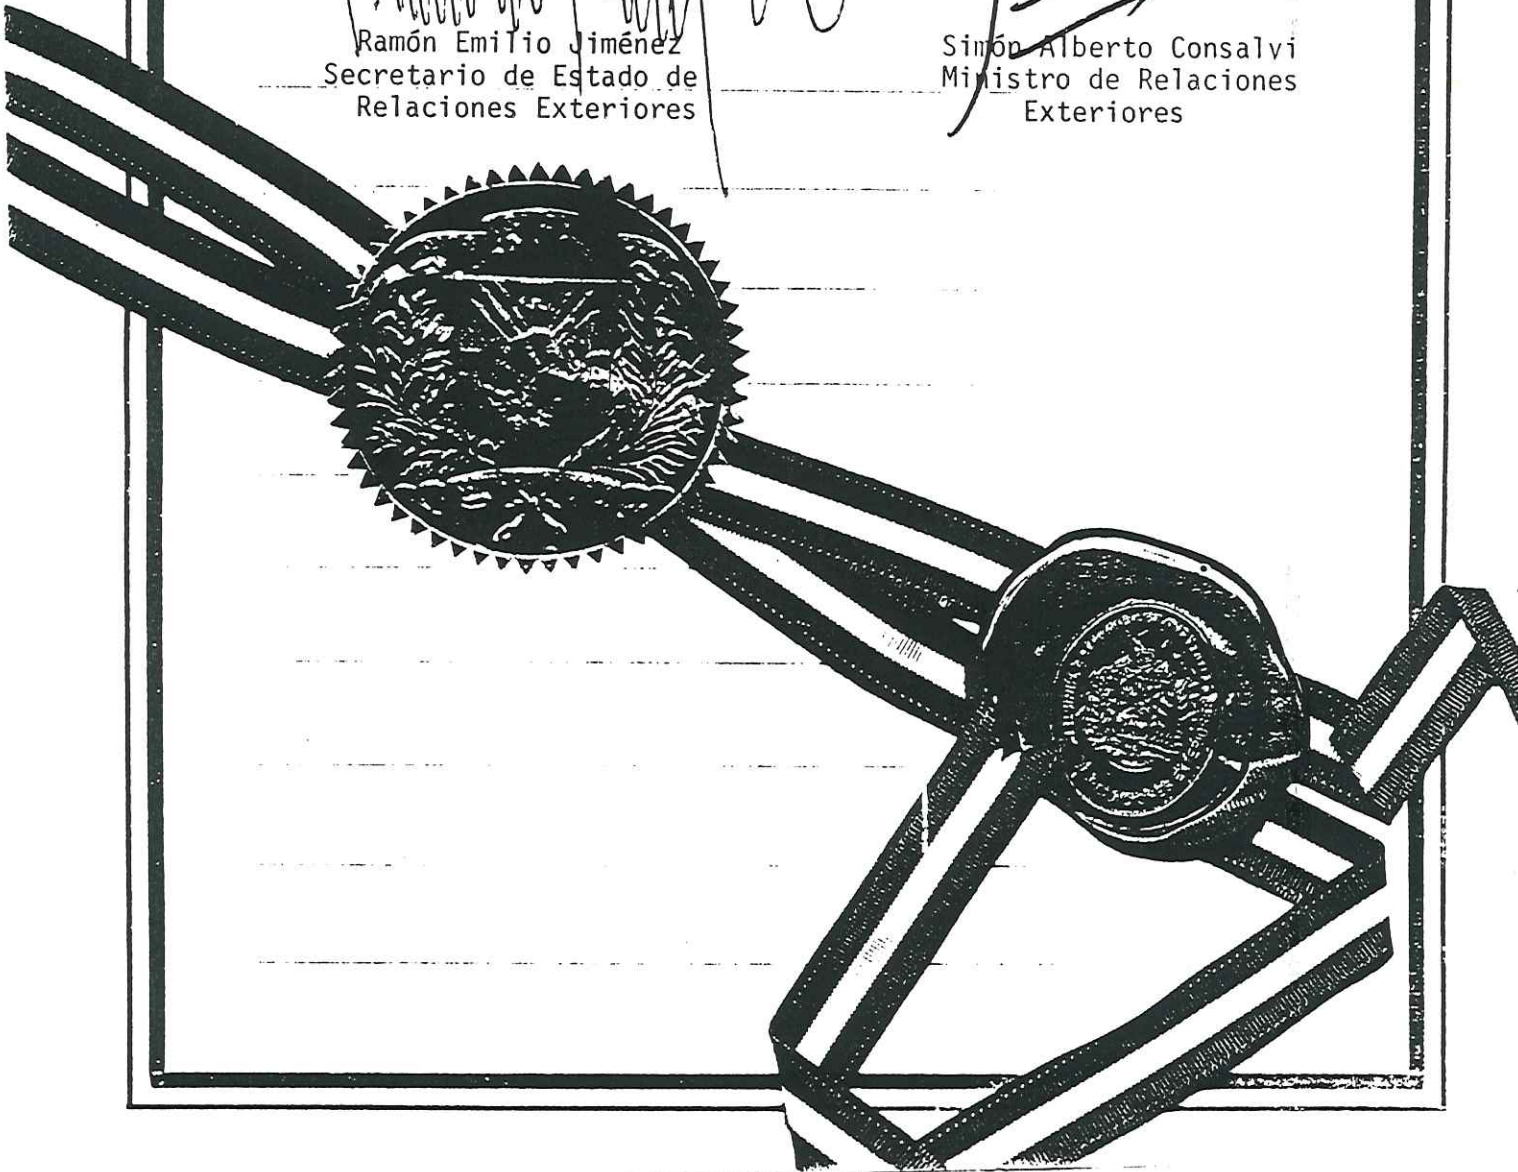 Ramón Emilio Jiménez
Secretario de Estado de
Relaciones Exteriores
Simón Alberto Consalvi
Ministro de Relaciones
Exteriores